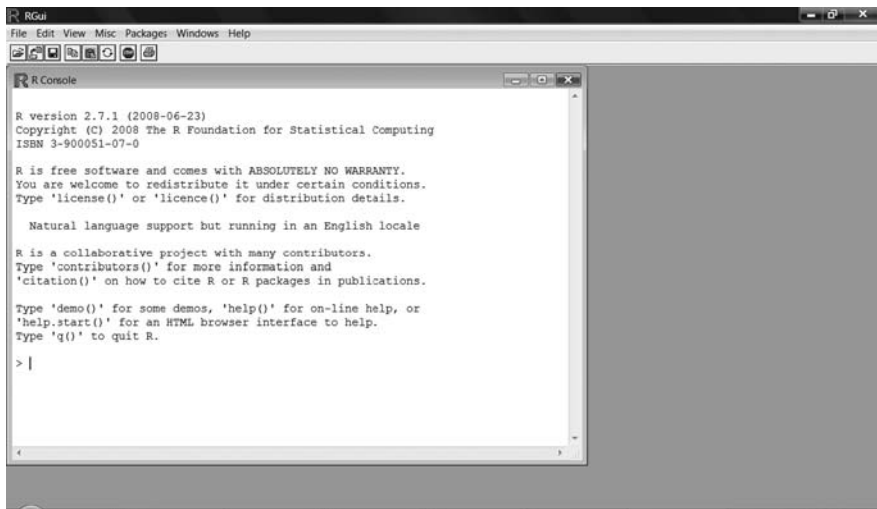 RGui
File Edit View Misc Packages Windows Help
R Console
R version 2.7.1 (2008-06-23)
Copyright (C) 2008 The R Foundation for Statistical Computing
ISBN 3-900051-07-0
R is free software and comes with ABSOLUTELY NO WARRANTY.
You are welcome to redistribute it under certain conditions.
Type 'license()' or 'licence()' for distribution details.
Natural language support but running in an English locale
R is a collaborative project with many contributors.
Type 'contributors()' for more information and
'citation()' on how to cite R or R packages in publications.
Type 'demo()' for some demos, 'help()' for on-line help, or
'help.start()' for an HTML browser interface to help.
Type 'q()' to quit R.
>